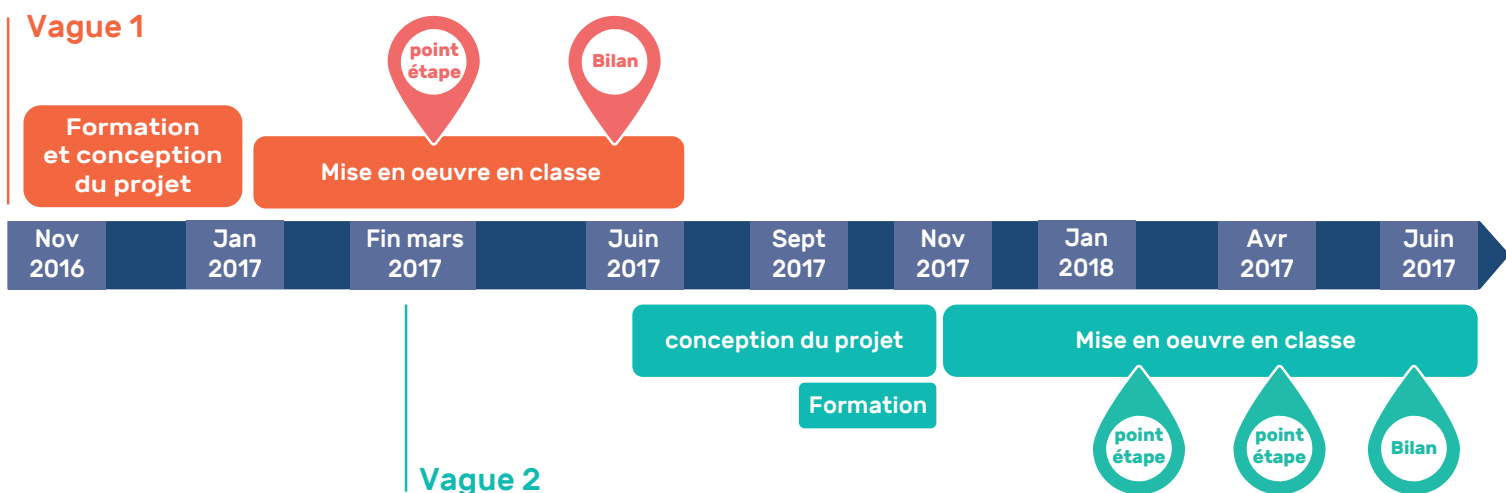 Vague 1
point
étape
Bilan
Formation
et conception
du projet
Mise en oeuvre en classe
Nov
2016
Jan
2017
Fin mars
2017
Juin
2017
Sept
2017
Nov
2017
Jan
2018
Avr
2017
Juin
2017
conception du projet
Mise en oeuvre en classe
Formation
point
étape
point
étape
Bilan
Vague 2